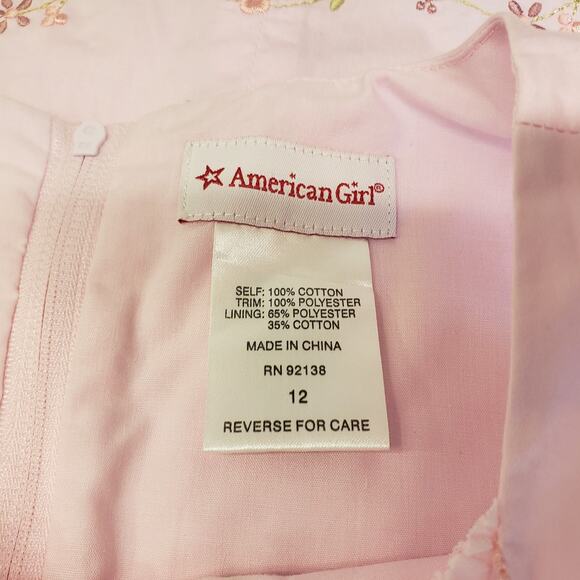 American Girl®
SELF: 100% COTTON
TRIM: 100% POLYESTER
LINING: 65% POLYESTER
35% COTTON
MADE IN CHINA
RN 92138
12
REVERSE FOR CARE